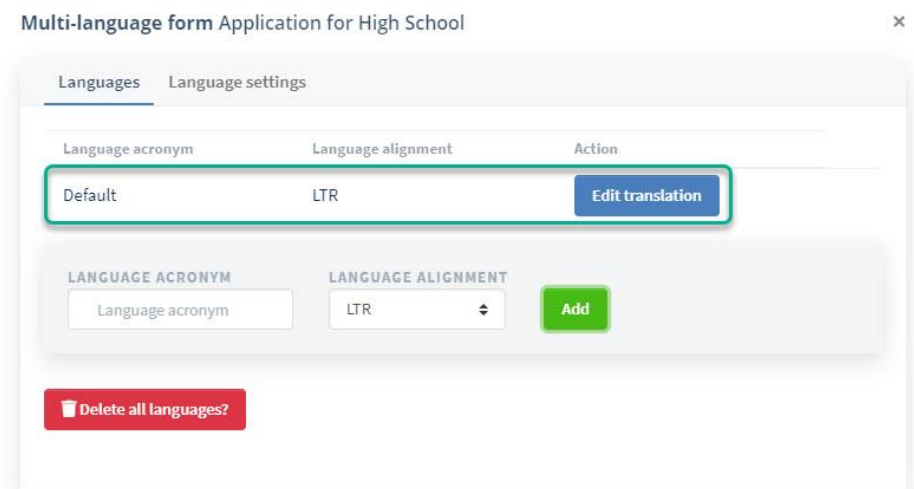 Multi-language form Application for High School ×
Languages Language settings
Language acronym Language alignment Action
Default LTR Edit translation
LANGUAGE ACRONYM LANGUAGE ALIGNMENT
Language acronym LTR Add
Delete all languages?